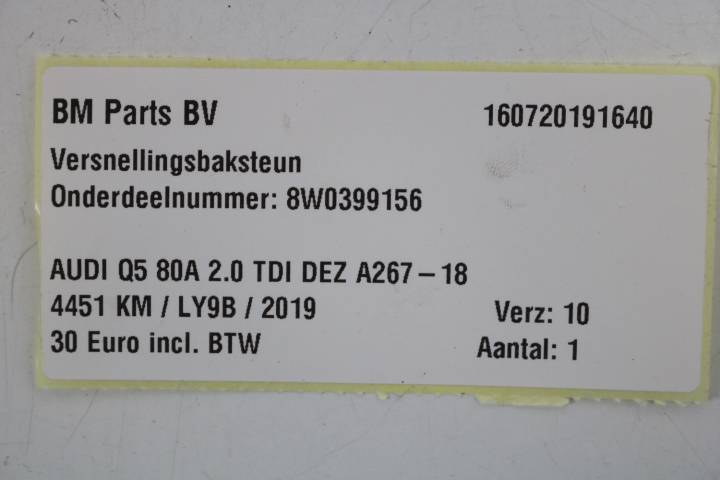 BM Parts BV 160720191640
Versnellingsbaksteun
Onderdeelnummer: 8W0399156
AUDI Q5 80A 2.0 TDI DEZ A267-18
4451 KM / LY9B / 2019 Verz: 10
30 Euro incl. BTW Aantal: 1